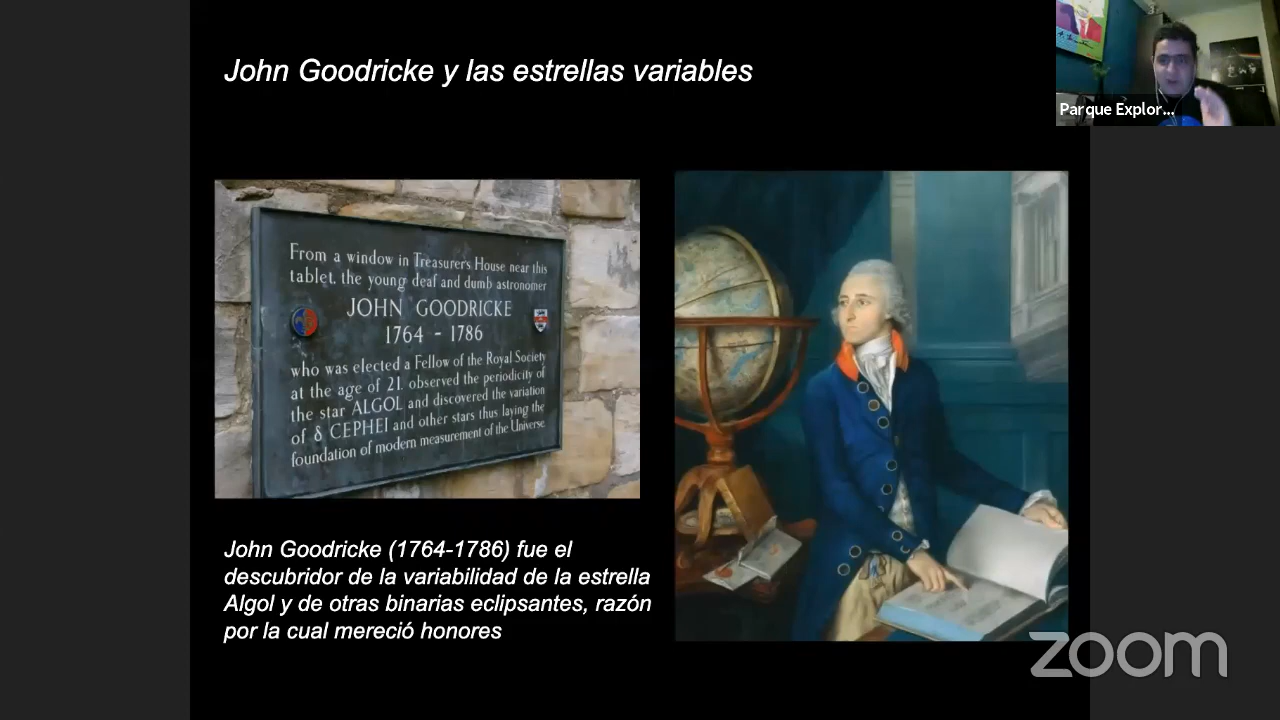 John Goodricke y las estrellas variables
Parque Explor...
From a window in Treasurer's House near this
tablet, the young deaf and dumb astronomer
JOHN GOODRICKE
1764 - 1786
who was elected a Fellow of the Royal Society
at the age of 21, observed the periodicity of
the star ALGOL and discovered the variation
of δ CEPHEI and other stars thus laying the
foundation of modern measurement of the Universe
John Goodricke (1764-1786) fue el
descubridor de la variabilidad de la estrella
Algol y de otras binarias eclipsantes, razón
por la cual mereció honores
zoom